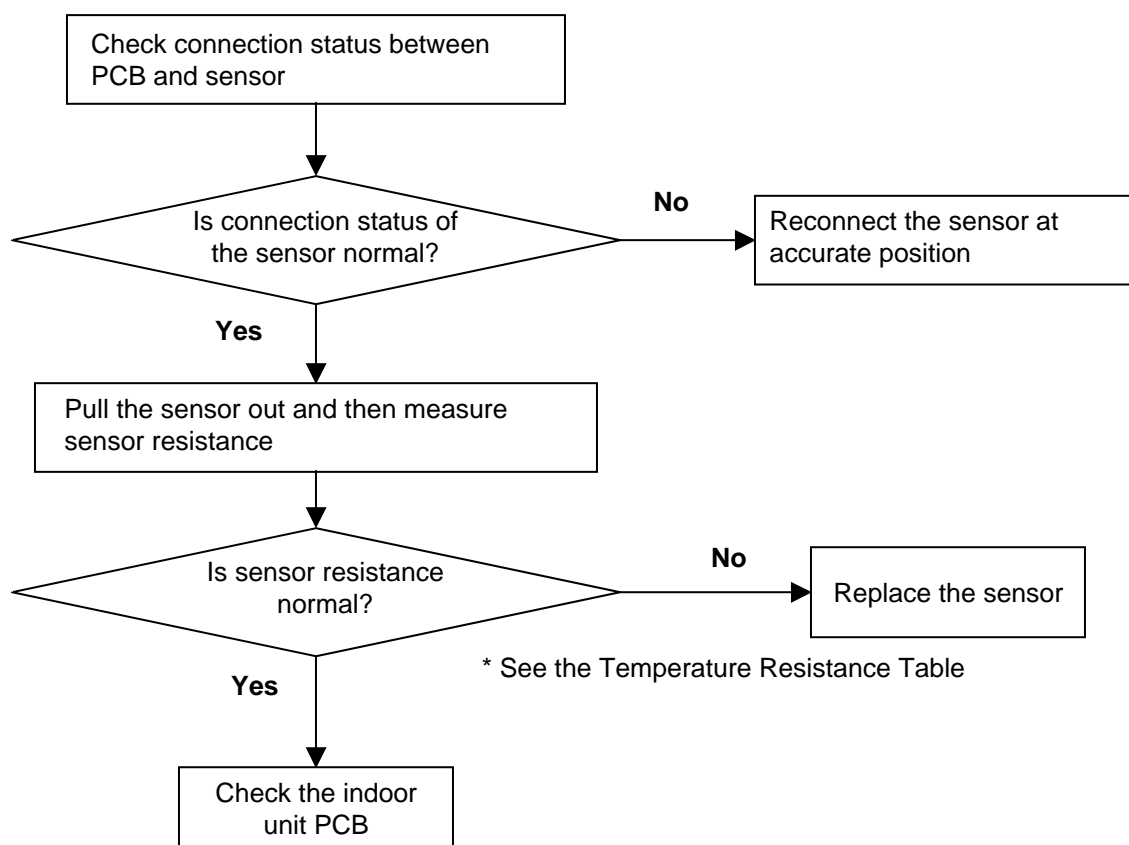 Check connection status between
PCB and sensor
Is connection status of
the sensor normal?
No
Reconnect the sensor at
accurate position
Yes
Pull the sensor out and then measure
sensor resistance
Is sensor resistance
normal?
No
Replace the sensor
* See the Temperature Resistance Table
Yes
Check the indoor
unit PCB